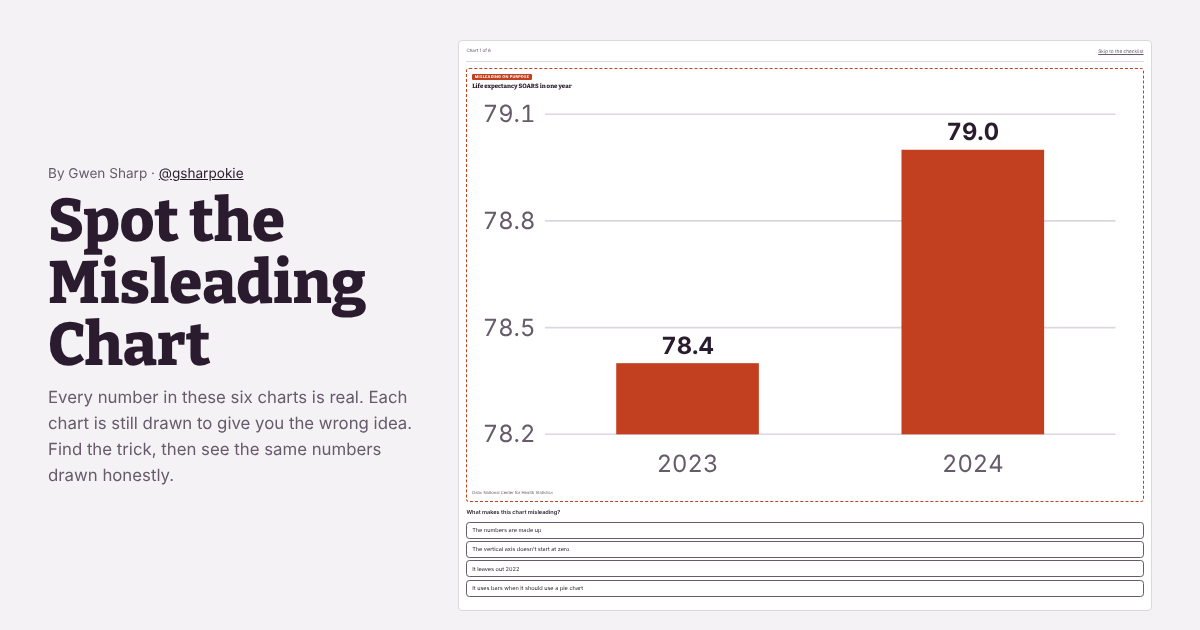 By Gwen Sharp · @gsharpokie
Spot the
Misleading
Chart
Every number in these six charts is real. Each
chart is still drawn to give you the wrong idea.
Find the trick, then see the same numbers
drawn honestly.
Chart 1 of 6
Skip to the checklist
MISLEADING ON PURPOSE
Life expectancy SOARS in one year
79.1
79.0
78.8
78.5
78.4
78.2
2023
2024
Data: National Center for Health Statistics
What makes this chart misleading?
The numbers are made up
The vertical axis doesn't start at zero
It leaves out 2022
It uses bars when it should use a pie chart